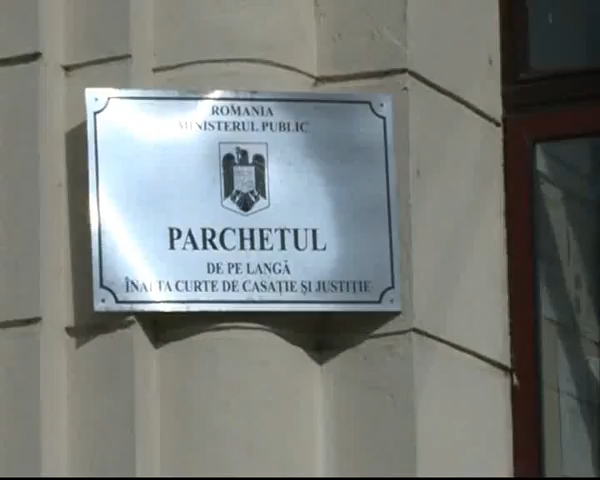 ROMANIA
MINISTERUL PUBLIC
PARCHETUL
DE PE LANGĂ
ÎNALTA CURTE DE CASAȚIE ȘI JUSTIȚIE